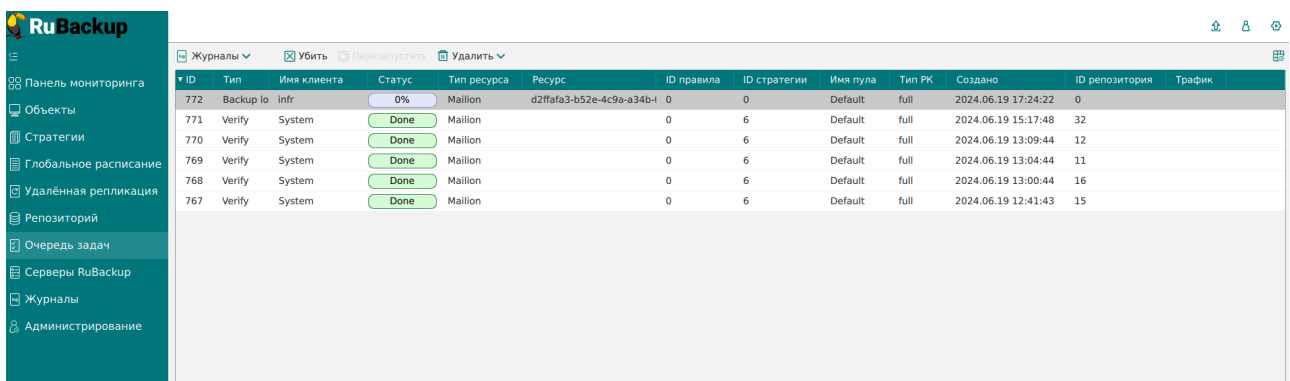 RuBackup
Журналы Убить Перезапустить Удалить
Панель мониторинга
Объекты
Стратегии
Глобальное расписание
Удалённая репликация
Репозиторий
Очередь задач
Серверы RuBackup
Журналы
Администрирование
ID Тип Имя клиента Статус Тип ресурса Ресурс ID правила ID стратегии Имя пула Тип РК Создано ID репозитория Трафик
772 Backup lo infr 0% Mailion d2ffafa3-b52e-4c9a-a34b- 0 0 Default full 2024.06.19 17:24:22 0
771 Verify System Done Mailion 0 6 Default full 2024.06.19 15:17:48 32
770 Verify System Done Mailion 0 6 Default full 2024.06.19 13:09:44 12
769 Verify System Done Mailion 0 6 Default full 2024.06.19 13:04:44 11
768 Verify System Done Mailion 0 6 Default full 2024.06.19 13:00:44 16
767 Verify System Done Mailion 0 6 Default full 2024.06.19 12:41:43 15